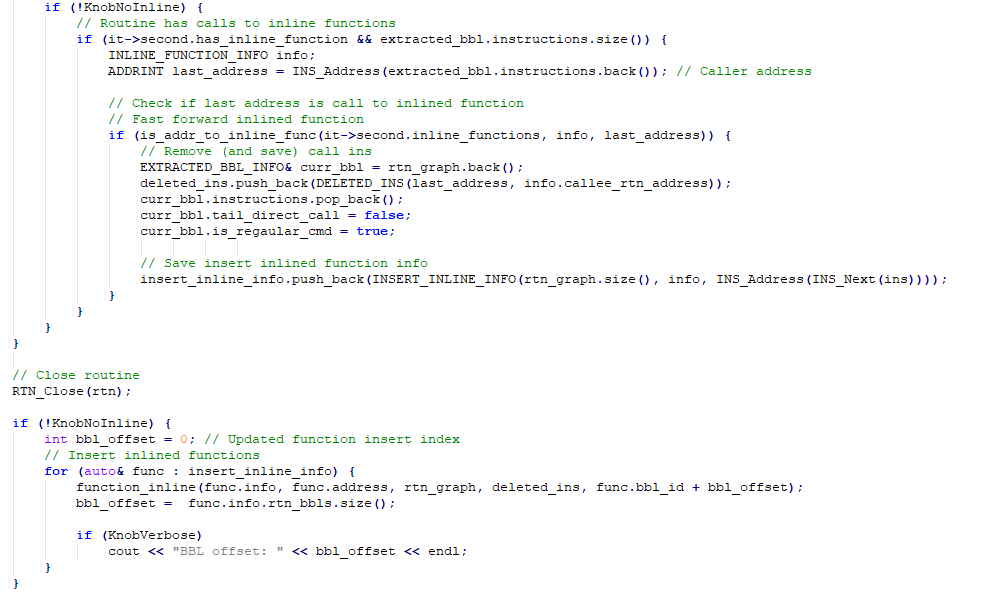 if (!KnobNoInline) {
// Routine has calls to inline functions
if (it->second.has_inline_function && extracted_bbl.instructions.size()) {
INLINE_FUNCTION_INFO info;
ADDRINT last_address = INS_Address(extracted_bbl.instructions.back()); // Caller address
// Check if last address is call to inlined function
// Fast forward inlined function
if (is_addr_to_inline_func(it->second.inline_functions, info, last_address)) {
// Remove (and save) call ins
EXTRACTED_BBL_INFO& curr_bbl = rtn_graph.back();
deleted_ins.push_back(DELETED_INS(last_address, info.callee_rtn_address));
curr_bbl.instructions.pop_back();
curr_bbl.tail_direct_call = false;
curr_bbl.is_regaular_cmd = true;
// Save insert inlined function info
insert_inline_info.push_back(INSERT_INLINE_INFO(rtn_graph.size(), info, INS_Address(INS_Next(ins))));
}
}
}
}
// Close routine
RTN_Close(rtn);
if (!KnobNoInline) {
int bbl_offset = 0; // Updated function insert index
// Insert inlined functions
for (auto& func : insert_inline_info) {
function_inline(func.info, func.address, rtn_graph, deleted_ins, func.bbl_id + bbl_offset);
bbl_offset =  func.info.rtn_bbls.size();
if (KnobVerbose)
cout << "BBL offset: " << bbl_offset << endl;
}
}